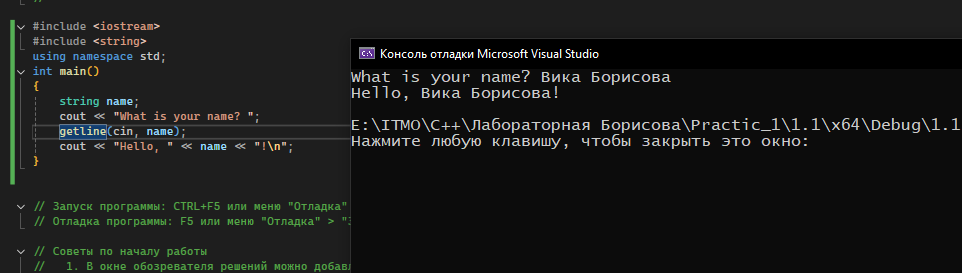 //
#include <iostream>
#include <string>
using namespace std;
int main()
{
string name;
cout << "What is your name? ";
getline(cin, name);
cout << "Hello, " << name << "!\n";
}
// Запуск программы: CTRL+F5 или меню "Отладка"
// Отладка программы: F5 или меню "Отладка" >
// Советы по началу работы
// 1. В окне обозревателя решений можно
Консоль отладки Microsoft Visual Studio
What is your name? Вика Борисова
Hello, Вика Борисова!
E:\ITMO\C++\Лабораторная Борисова\Practic_1\1.1\x64\Debug\1.1
Нажмите любую клавишу, чтобы закрыть это окно: